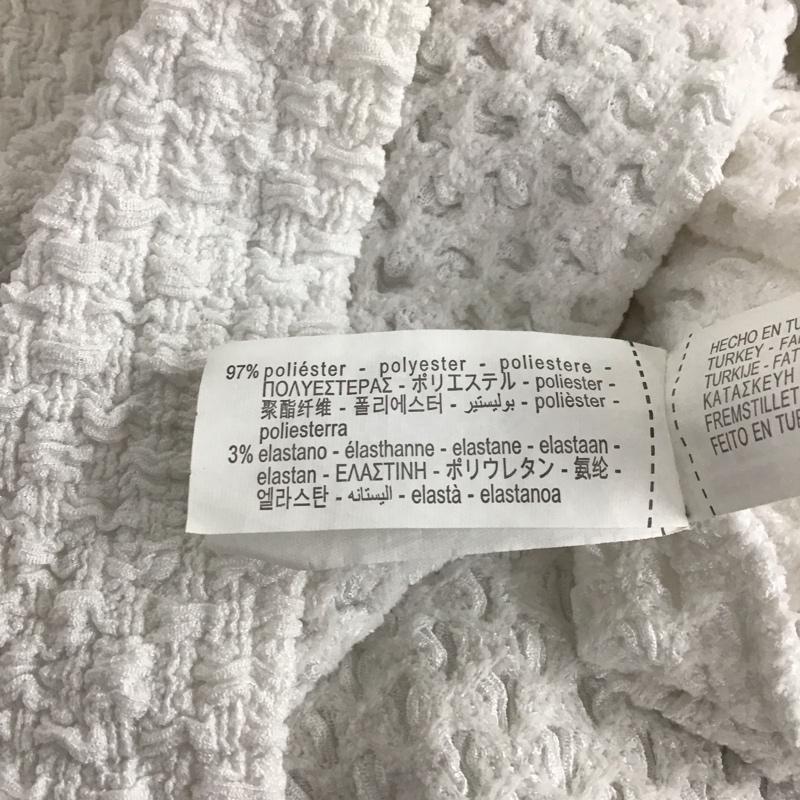 97% poliéster - polyester - poliestere -
ΠΟΛΥΕΣΤΕΡΑΣ - ポリエステル - poliester -
聚酯纤维 - 폴리에스터 - بوليستير - polièster -
poliesterra
3% elastano - élasthanne - elastane - elastaan -
elastan - ΕΛΑΣΤΙΝΗ - ポリウレタン - 氨纶 -
엘라스탄 - اليستانه - elastà - elastanoa
HECHO EN TU
TURKEY - FA
TURKIJE - FAT
ΚΑΤΑΣΚΕΥΗ
FREMSTILLET
FEITO EN TU